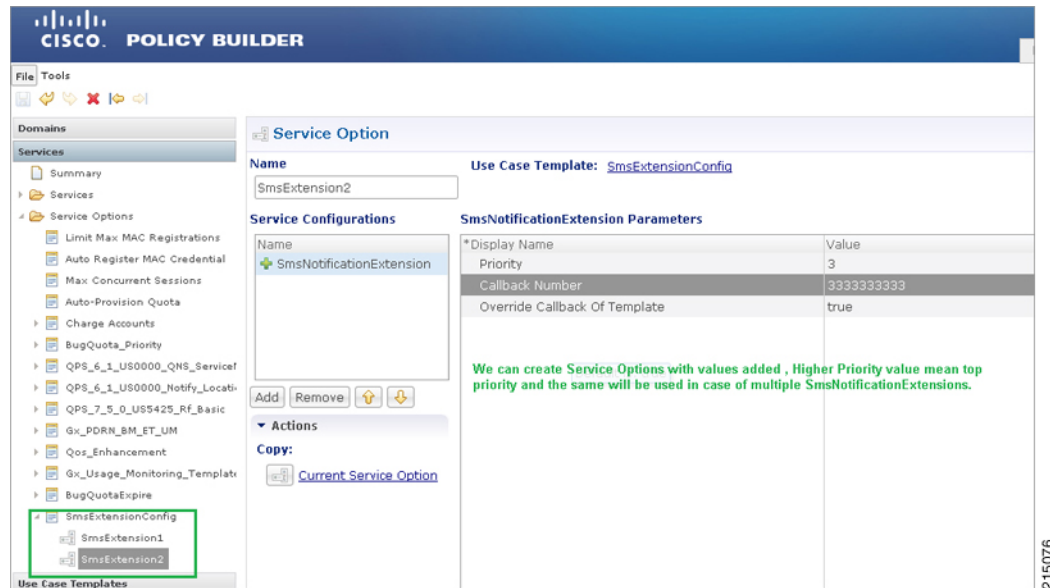 CISCO. POLICY BUILDER
File Tools
Domains
Services
Summary
Services
Service Options
Limit Max MAC Registrations
Auto Register MAC Credential
Max Concurrent Sessions
Auto-Provision Quota
Charge Accounts
BugQuota_Priority
QPS_6_1_US0000_QNS_Service
QPS_6_1_US0000_Notify_Locati
QPS_7_5_0_US5425_Rf_Basic
Gx_PDRN_BM_ET_UM
Qos_Enhancement
Gx_Usage_Monitoring_Template
BugQuotaExpire
SmsExtensionConfig
SmsExtension1
SmsExtension2
Use Case Templates
Service Option
Name
SmsExtension2
Use Case Template: SmsExtensionConfig
Service Configurations
Name
SmsNotificationExtension
Add Remove
Actions
Copy:
Current Service Option
SmsNotificationExtension Parameters
*Display Name Value
Priority 3
Callback Number 3333333333
Override Callback Of Template true
We can create Service Options with values added , Higher Priority value mean top
priority and the same will be used in case of multiple SmsNotificationExtensions.